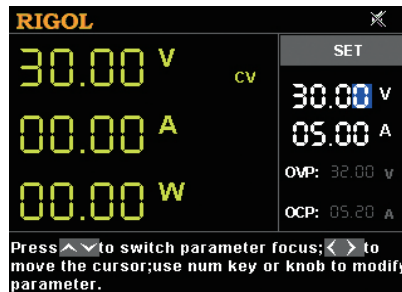 RIGOL
30.00 V CV
00.00 A
00.00 W
SET
30.00 V
05.00 A
OVP: 32.00 V
OCP: 05.20 A
Press to switch parameter focus; to
move the cursor;use num key or knob to modify
parameter.